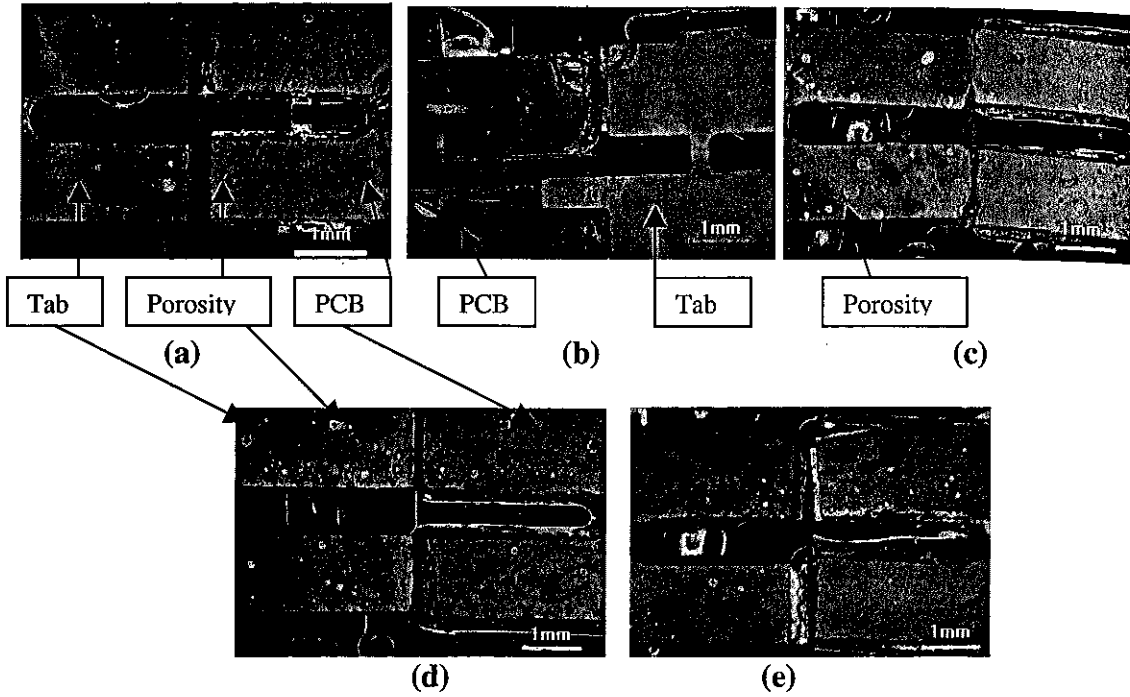 1mm
1mm
1mm
Tab
Porosity
PCB
PCB
Tab
Porosity
(a)
(b)
(c)
1mm
1mm
(d)
(e)